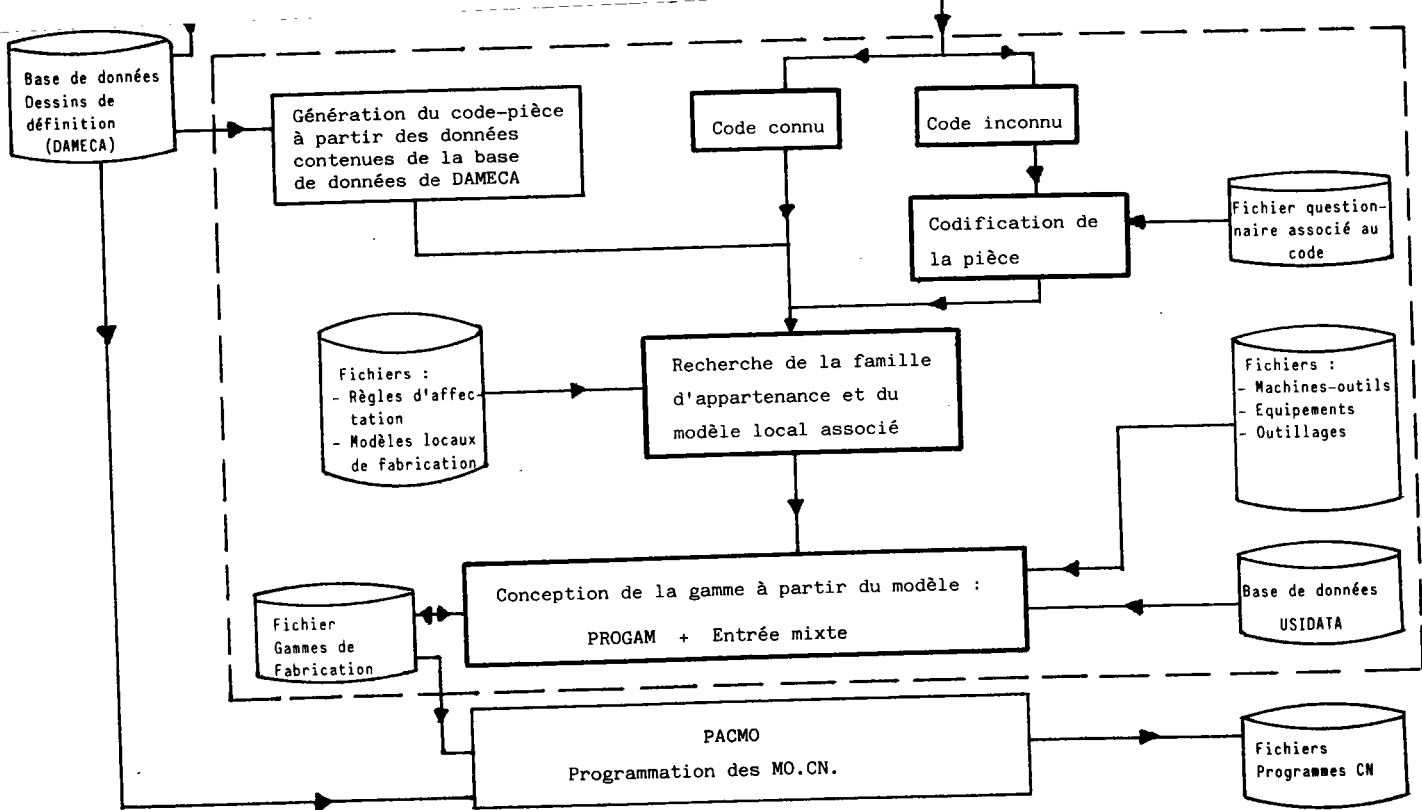 Base de données
Dessins de
définition
(DAMECA)
Génération du code-pièce
à partir des données
contenues de la base
de données de DAMECA
Code connu
Code inconnu
Codification de
la pièce
Fichier question-
naire associé au
code
Fichiers :
- Règles d'affec-
tation
- Modèles locaux
de fabrication
Recherche de la famille
d'appartenance et du
modèle local associé
Fichiers :
- Machines-outils
- Equipements
- Outillages
Conception de la gamme à partir du modèle :
PROGAM + Entrée mixte
Base de données
USIDATA
Fichier
Gammes de
Fabrication
PACMO
Programmation des MO.CN.
Fichiers
Programmes CN